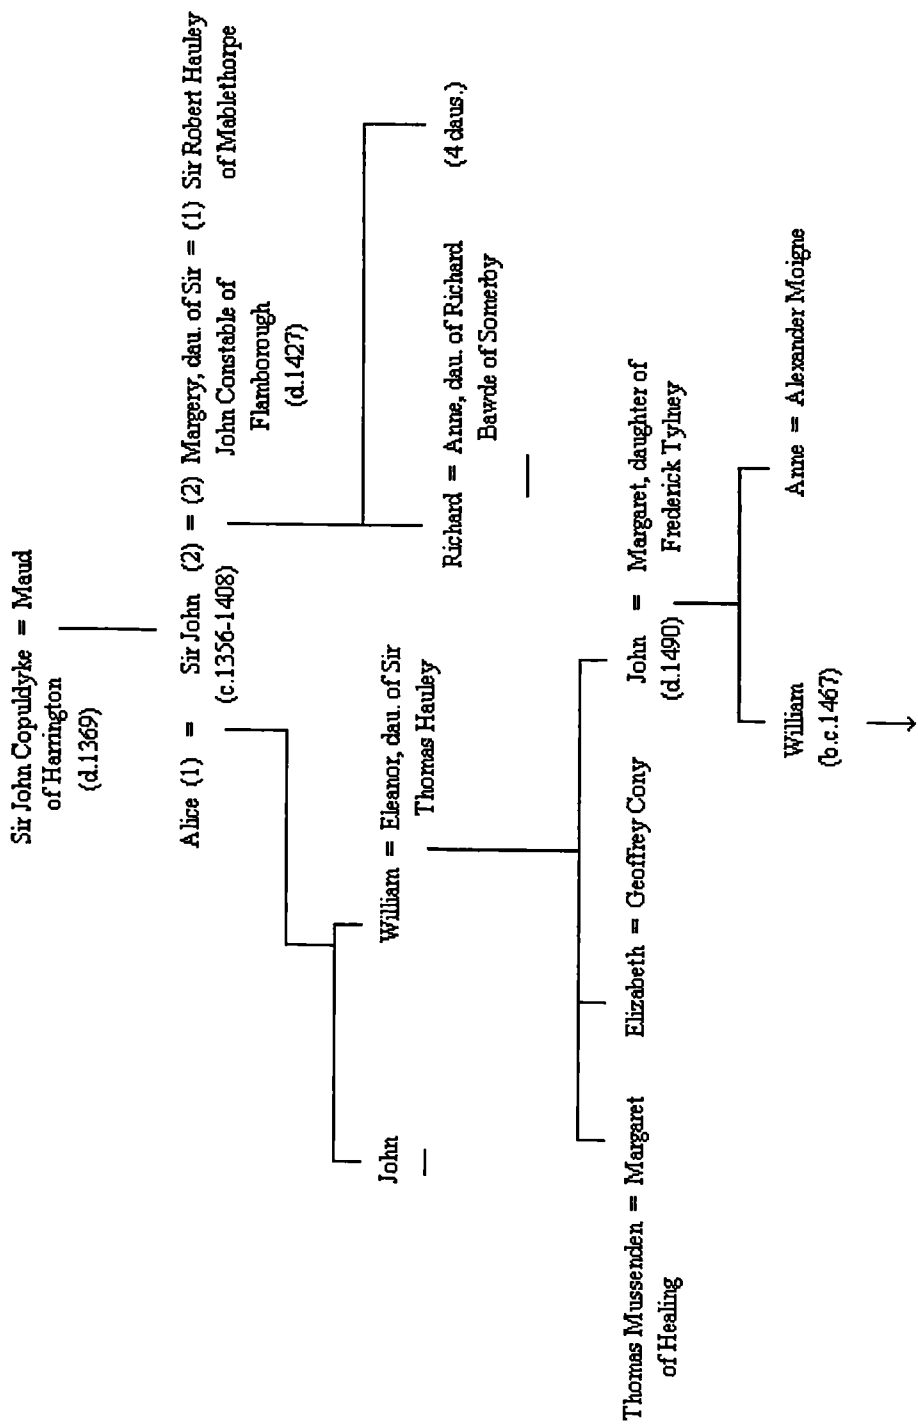 Sir John Copuldyke = Maud
of Harrington
(d.1369)
Alice (1) = Sir John (2) = (2) Margery, dau. of Sir = (1) Sir Robert Hauley
(c.1356-1408) John Constable of of Mablethorpe
Flamborough
(d.1427)
John William = Eleanor, dau. of Sir
Thomas Hauley
Richard = Anne, dau. of Richard (4 daus.)
Bawde of Somerby
Thomas Mussenden = Margaret Elizabeth = Geoffrey Cony John = Margaret, daughter of
of Healing (d.1490) Frederick Tylney
William Anne = Alexander Moigne
(b.c.1467)